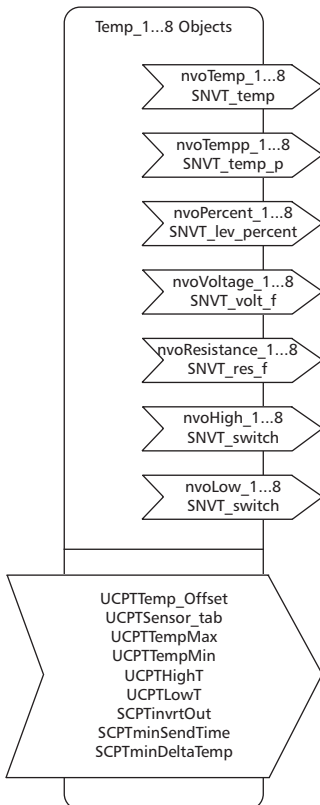 Temp_1...8 Objects
nvoTemp_1...8
SNVT_temp
nvoTempp_1...8
SNVT_temp_p
nvoPercent_1...8
SNVT_lev_percent
nvoVoltage_1...8
SNVT_volt_f
nvoResistance_1...8
SNVT_res_f
nvoHigh_1...8
SNVT_switch
nvoLow_1...8
SNVT_switch
UCPTTemp_Offset
UCPTSensor_tab
UCPTTempMax
UCPTTempMin
UCPTHighT
UCPTLowT
SCPTinvrtOut
SCPTminSendTime
SCPTminDeltaTemp